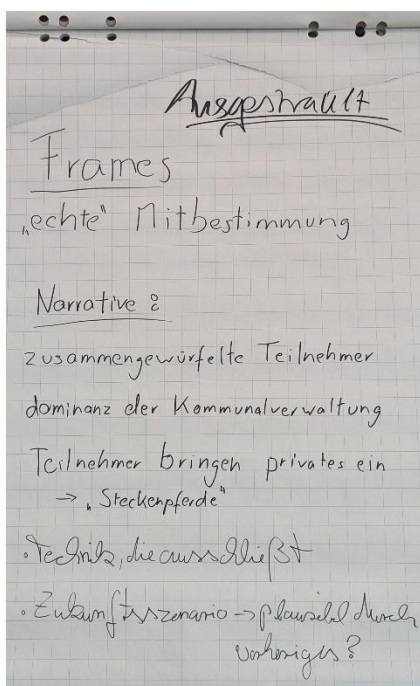 Ausgestrahlt
Frames
„echte" Mitbestimmung
Narrative:
zusammengewürfelte Teilnehmer
dominanz der Kommunalverwaltung
Teilnehmer bringen privates ein
→ „Steckenpferde"
• Technik, die ausschließt
• Zukunftsszenario → plausibel durch
vorheriges?